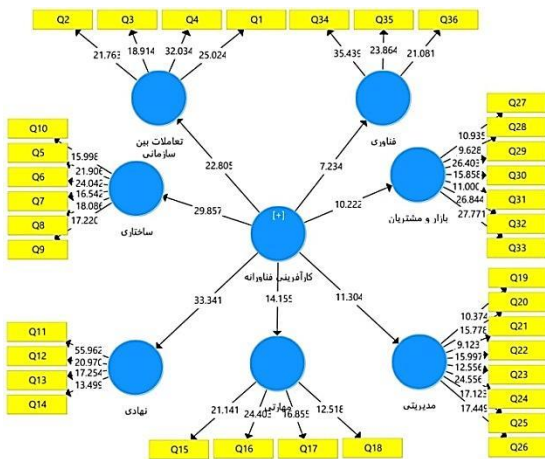 Q2
Q3
Q4
Q1
Q34
Q35
Q36
21.763
18.914
32.034
25.024
35.439
23.864
21.081
تعاملات بین
سازمانی
فناوری
Q27
Q28
Q29
Q30
Q31
Q32
Q33
10.935
9.628
26.403
15.858
11.000
26.844
27.771
بازار و مشتریان
Q10
Q5
Q6
Q7
Q8
Q9
15.998
21.906
24.042
16.542
18.086
17.220
ساختاری
22.805
7.234
29.857
10.222
[+]
کارآفرینی فناورانه
33.341
14.155
11.304
Q11
Q12
Q13
Q14
55.962
20.970
17.254
13.499
نهادی
مهارتی
21.141
24.403
16.855
12.518
Q15
Q16
Q17
Q18
Q19
Q20
Q21
Q22
Q23
Q24
Q25
Q26
10.374
15.778
9.123
15.997
12.556
24.556
17.123
17.449
مدیریتی